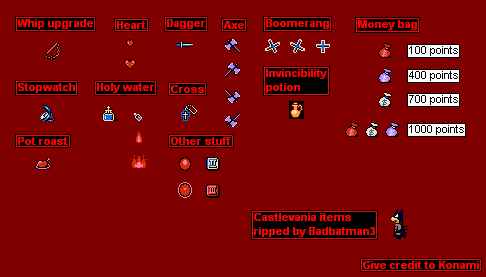 Whip upgrade
Heart
Dagger
Axe
Boomerang
Money bag
100 points
400 points
700 points
1000 points
Stopwatch
Holy water
Cross
Invincibility
potion
Pot roast
Other stuff
Castlevania items
ripped by Badbatman3
Give credit to Konami